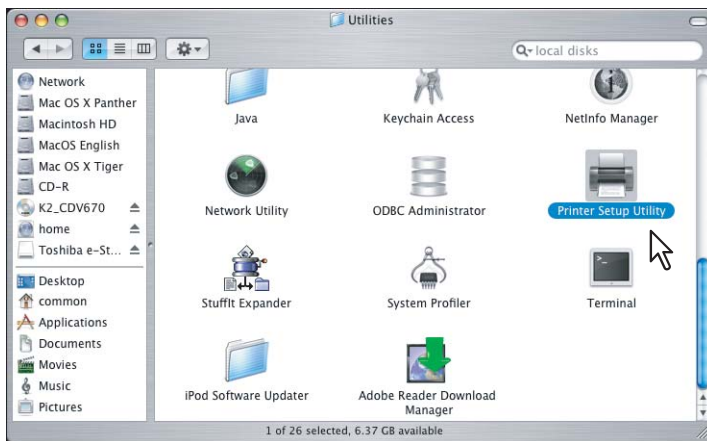 Utilities
local disks
Network
Mac OS X Panther
Macintosh HD
MacOS English
Mac OS X Tiger
CD-R
K2_CDV670
home
Toshiba e-St...
Desktop
common
Applications
Documents
Movies
Music
Pictures
Java
Keychain Access
NetInfo Manager
Network Utility
ODBC Administrator
Printer Setup Utility
StuffIt Expander
System Profiler
Terminal
iPod Software Updater
Adobe Reader Download
Manager
1 of 26 selected, 6.37 GB available